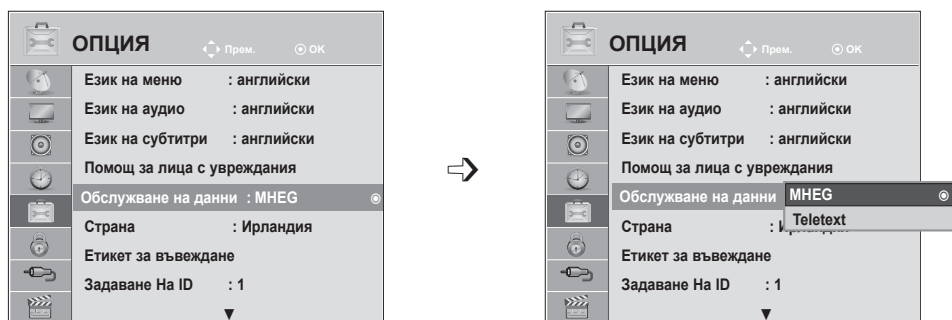 ОПЦИЯ
Прем.
OK
Език на меню : английски
Език на аудио : английски
Език на субтитри : английски
Помощ за лица с увреждания
Обслужване на данни : MHEG
Страна : Ирландия
Етикет за въвеждане
Задаване На ID : 1
ОПЦИЯ
Прем.
OK
Език на меню : английски
Език на аудио : английски
Език на субтитри : английски
Помощ за лица с увреждания
Обслужване на данни
MHEG
Teletext
Страна :
Етикет за въвеждане
Задаване На ID : 1